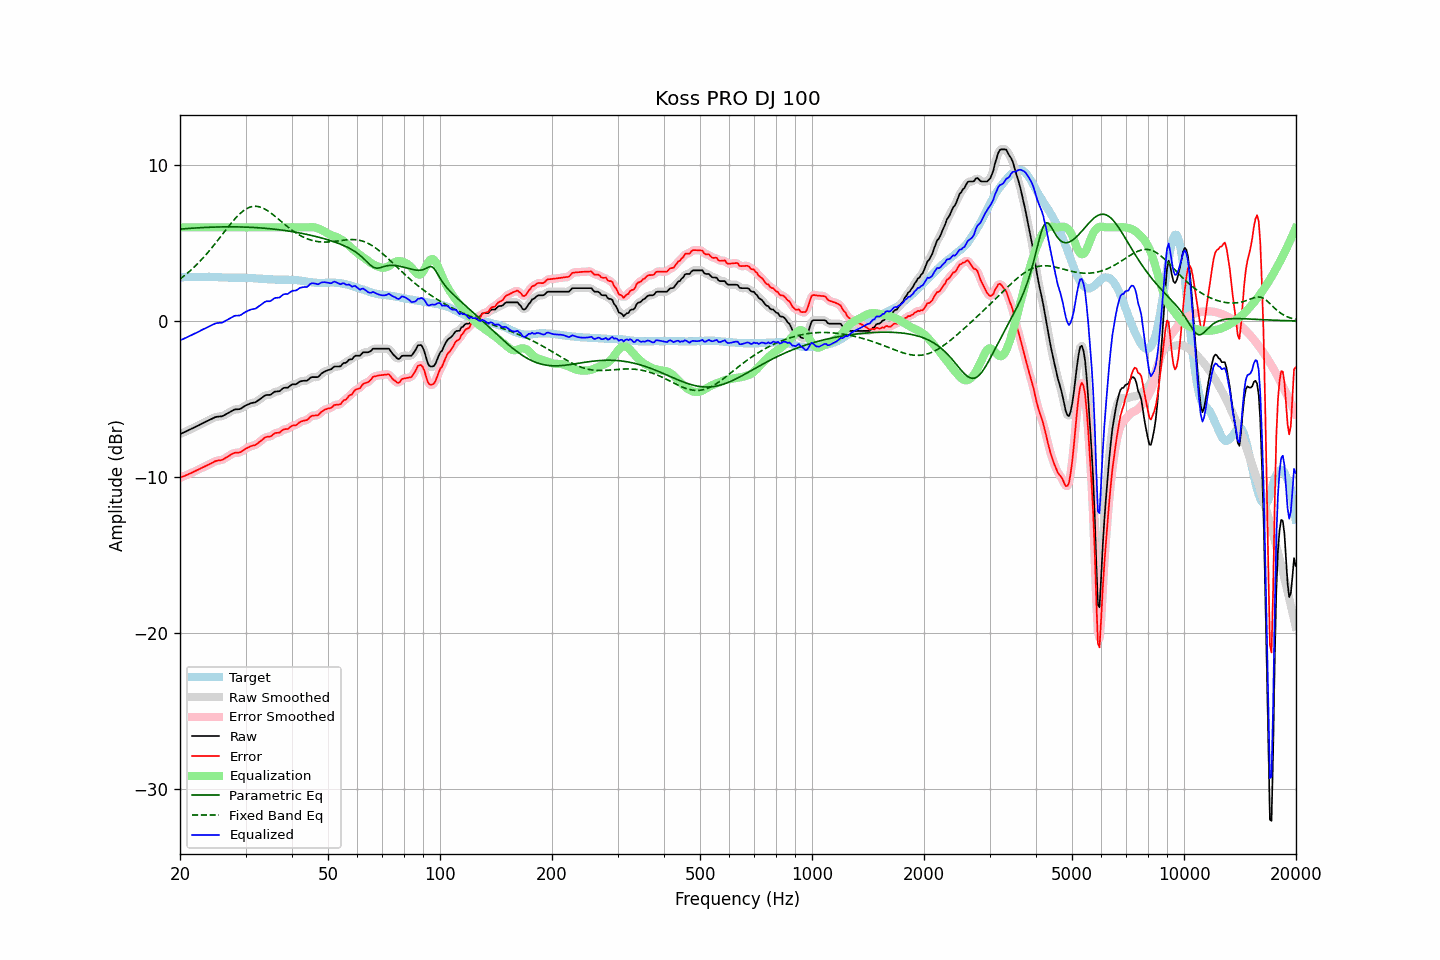 Koss PRO DJ 100
10
0
−10
−20
−30
Amplitude (dBr)
Target
Raw Smoothed
Error Smoothed
Raw
Error
Equalization
Parametric Eq
Fixed Band Eq
Equalized
20 50 100 200 500 1000 2000 5000 10000 20000
Frequency (Hz)